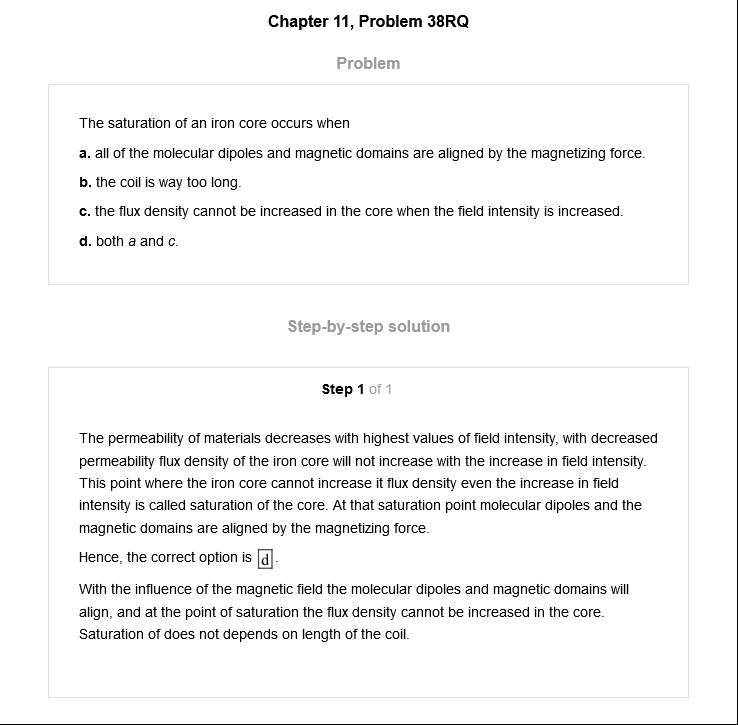 Chapter 11, Problem 38RQ
Problem
The saturation of an iron core occurs when
a. all of the molecular dipoles and magnetic domains are aligned by the magnetizing force.
b. the coil is way too long.
c. the flux density cannot be increased in the core when the field intensity is increased.
d. both a and c.
Step-by-step solution
Step 1 of 1
The permeability of materials decreases with highest values of field intensity, with decreased
permeability flux density of the iron core will not increase with the increase in field intensity.
This point where the iron core cannot increase it flux density even the increase in field
intensity is called saturation of the core. At that saturation point molecular dipoles and the
magnetic domains are aligned by the magnetizing force.
Hence, the correct option is d.
With the influence of the magnetic field the molecular dipoles and magnetic domains will
align, and at the point of saturation the flux density cannot be increased in the core.
Saturation of does not depends on length of the coil.